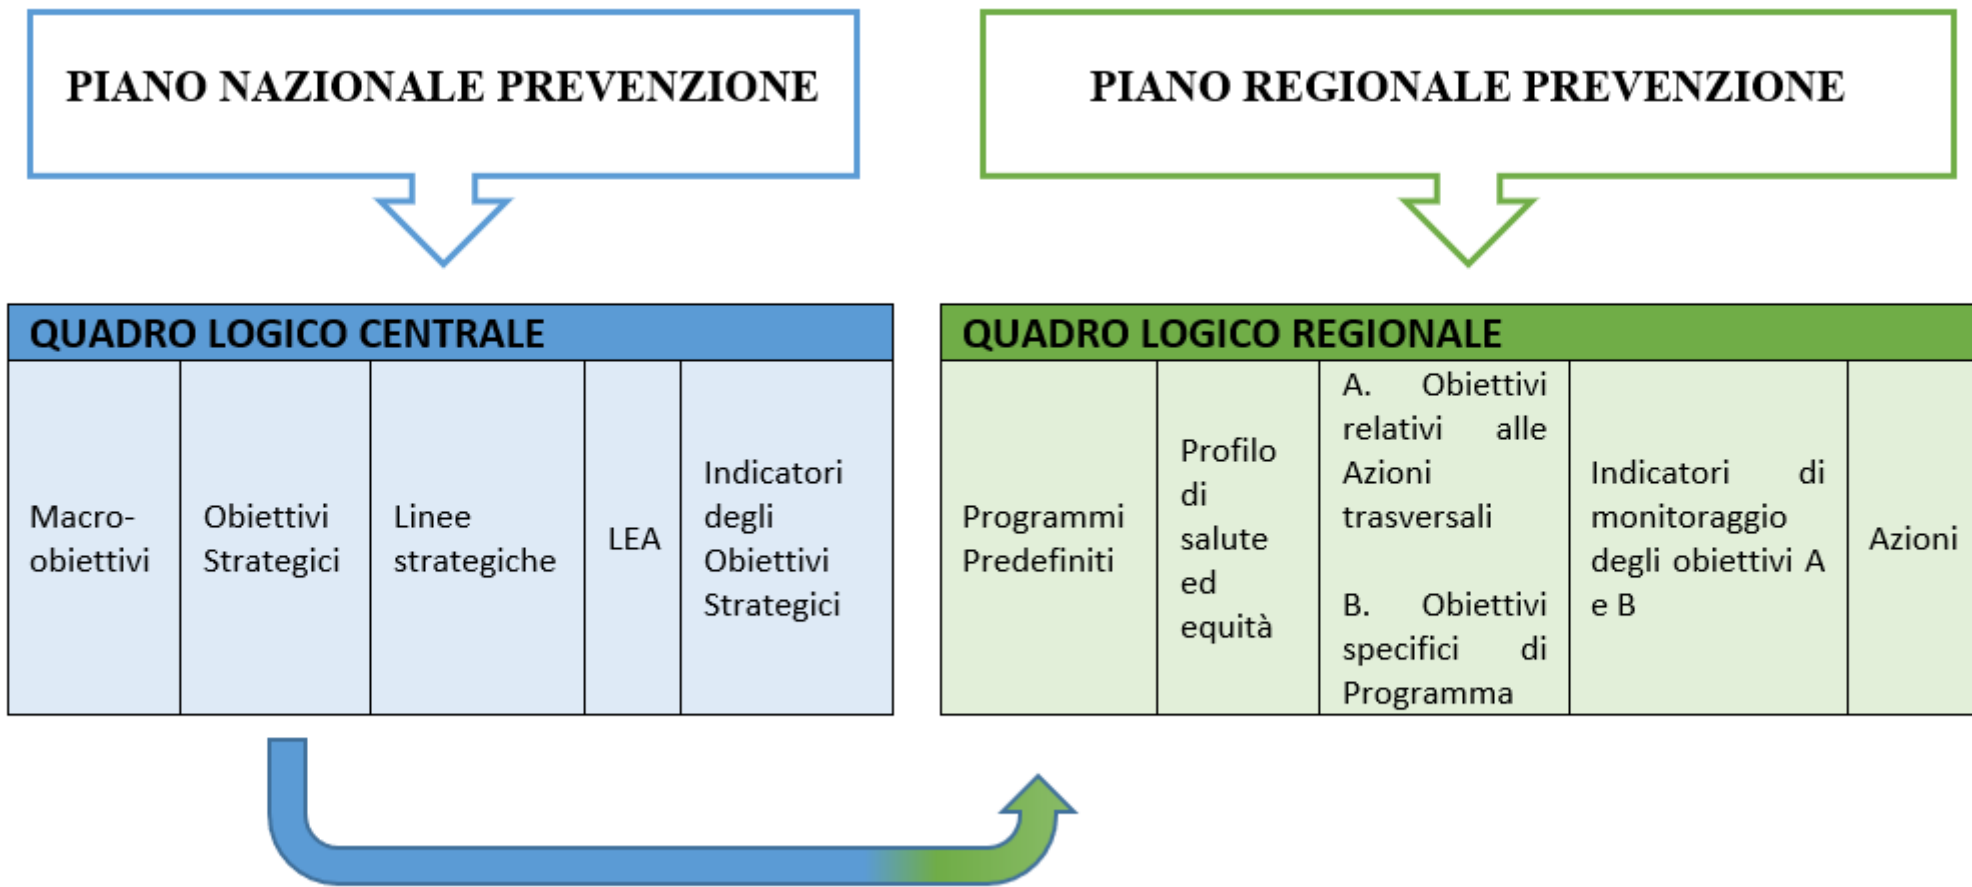 PIANO NAZIONALE PREVENZIONE
PIANO REGIONALE PREVENZIONE
QUADRO LOGICO CENTRALE
Macro-
obiettivi
Obiettivi
Strategici
Linee
strategiche
LEA
Indicatori
degli
Obiettivi
Strategici
QUADRO LOGICO REGIONALE
Programmi
Predefiniti
Profilo
di
salute
ed
equità
A. Obiettivi
relativi alle
Azioni
trasversali
B. Obiettivi
specifici di
Programma
Indicatori di
monitoraggio
degli obiettivi A
e B
Azioni